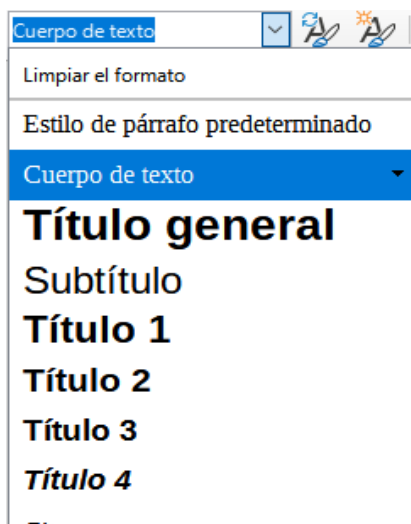 Cuerpo de texto
Limpiar el formato
Estilo de párrafo predeterminado
Cuerpo de texto
Título general
Subtítulo
Título 1
Título 2
Título 3
Título 4